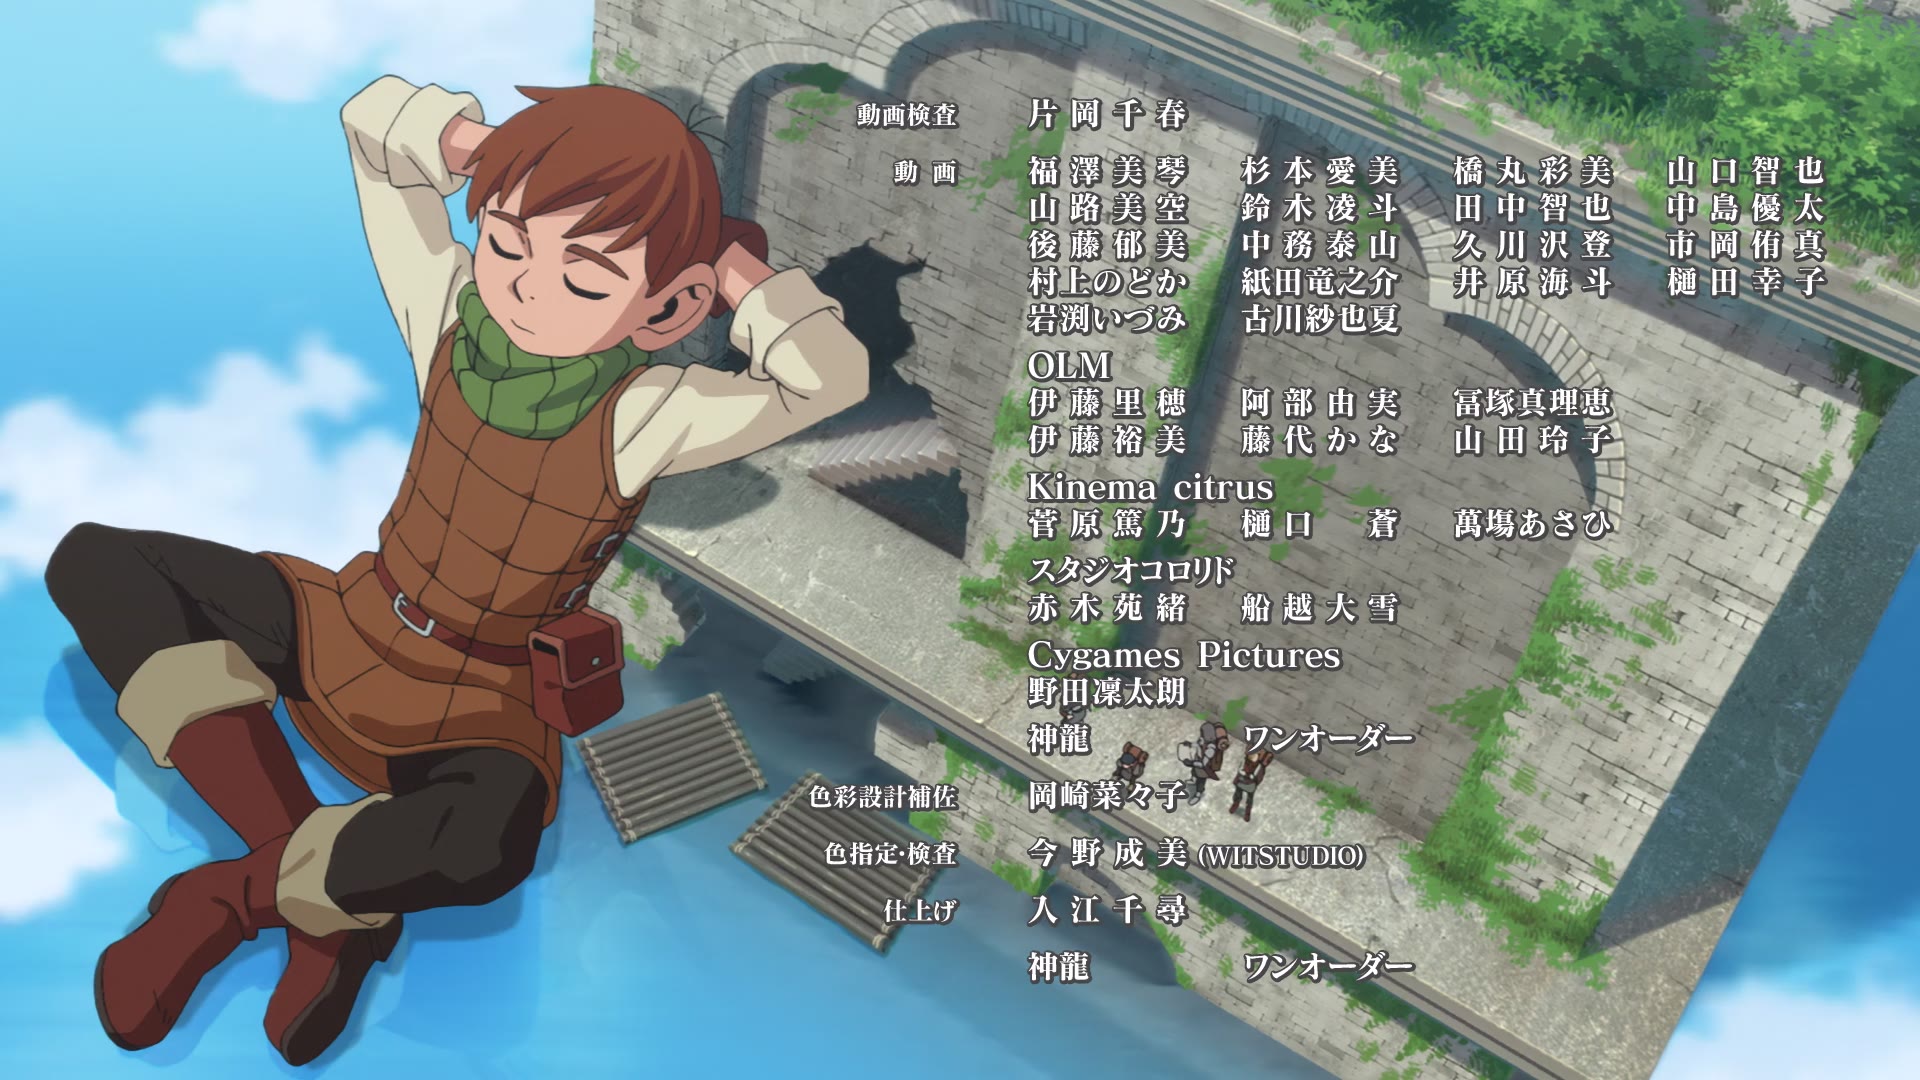 動画検査 片岡千春
動画 福澤美琴 杉本愛美 橋丸彩美 山口智也
山路美空 鈴木凌斗 田中智也 中島優太
後藤郁美 中務泰山 久川沢登 市岡侑真
村上のどか 紙田竜之介 井原海斗 樋田幸子
岩渕いづみ 古川紗也夏
OLM
伊藤里穂 阿部由実 冨塚真理恵
伊藤裕美 藤代かな 山田玲子
Kinema citrus
菅原篤乃 樋口蒼 萬塲あさひ
スタジオコロリド
赤木苑緒 船越大雪
Cygames Pictures
野田凜太朗
神龍 ワンオーダー
色彩設計補佐 岡崎菜々子
色指定・検査 今野成美(WITSTUDIO)
仕上げ 入江千尋
神龍 ワンオーダー